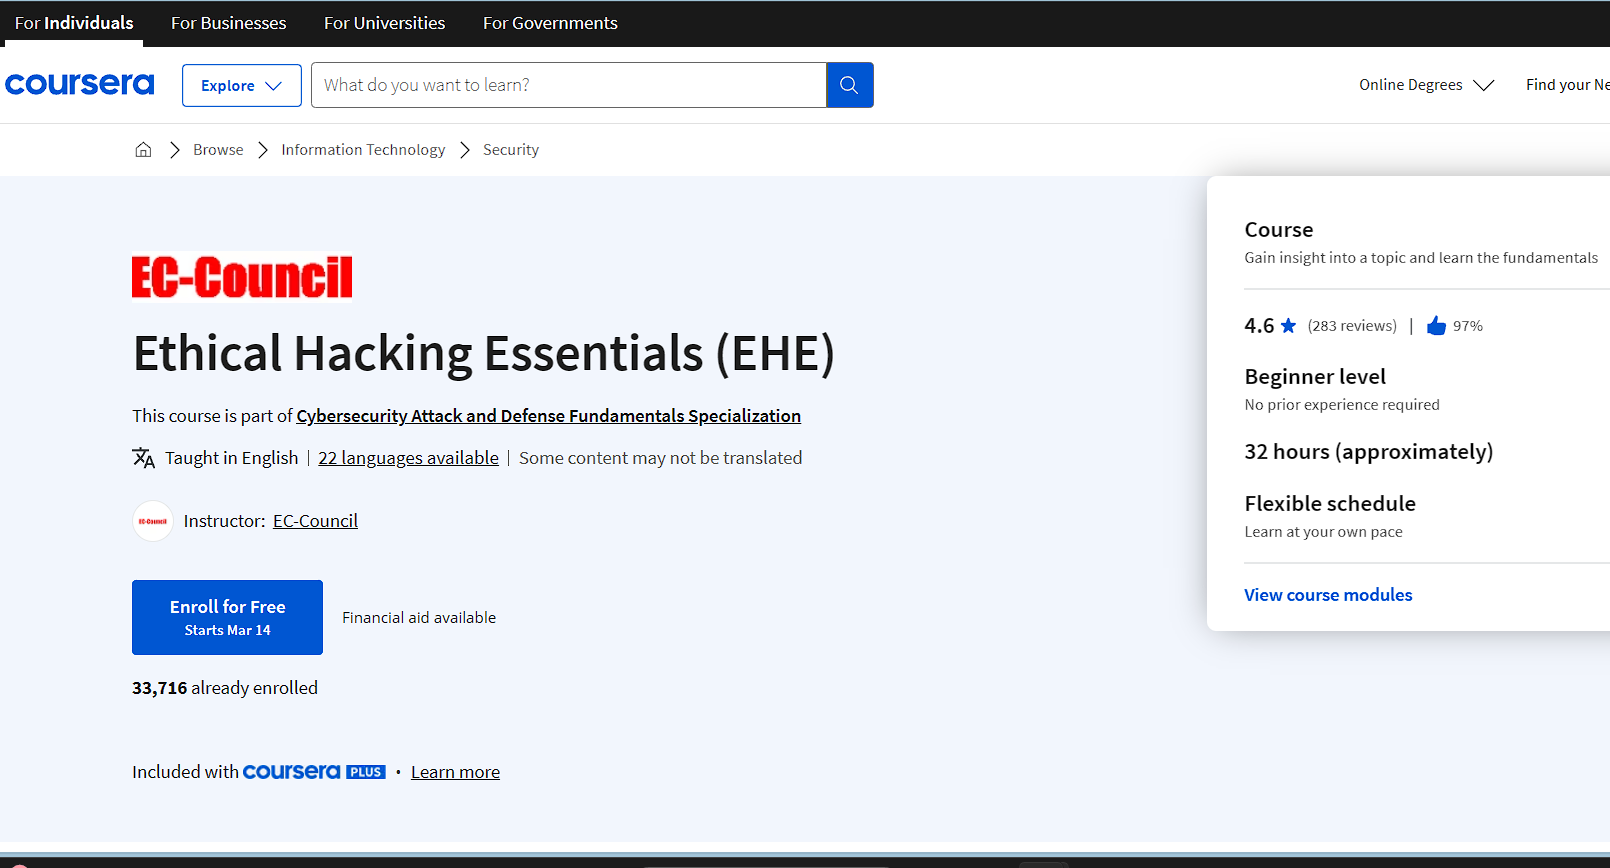 For Individuals For Businesses For Universities For Governments
coursera Explore What do you want to learn? Online Degrees Find your
Browse Information Technology Security
EC-Council
Ethical Hacking Essentials (EHE)
This course is part of Cybersecurity Attack and Defense Fundamentals Specialization
Taught in English | 22 languages available | Some content may not be translated
EC-Council Instructor: EC-Council
Enroll for Free
Starts Mar 14
Financial aid available
33,716 already enrolled
Included with coursera PLUS • Learn more
Course
Gain insight into a topic and learn the fundamentals
4.6 (283 reviews) | 97%
Beginner level
No prior experience required
32 hours (approximately)
Flexible schedule
Learn at your own pace
View course modules